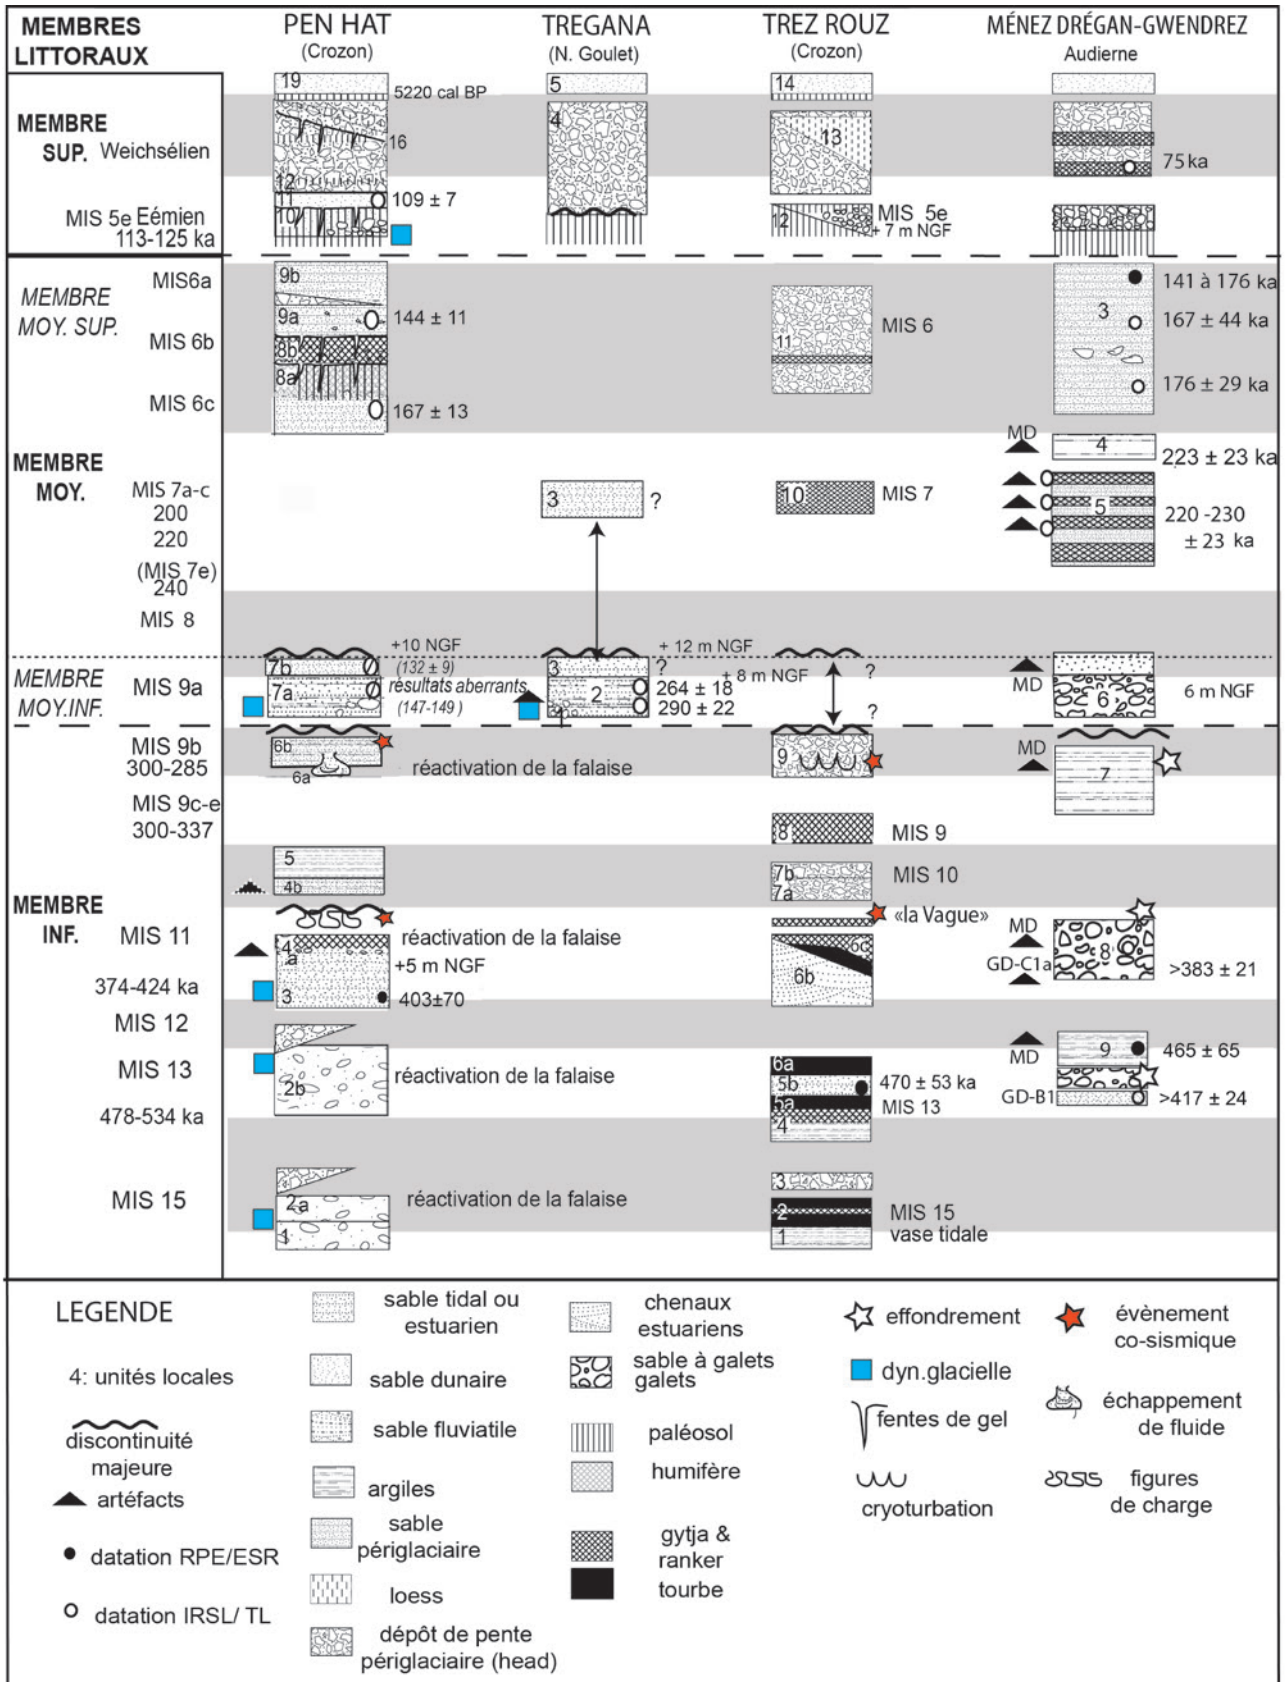 MEMBRES
LITTORAUX
PEN HAT
(Crozon)
TREGANA
(N. Goulet)
TREZ ROUZ
(Crozon)
MÉNEZ DRÉGAN-GWENDREZ
Audierne
MEMBRE
SUP. Weichsélien
MIS 5e Eémien
113-125 ka
19
5220 cal BP
16
12
11
109 ± 7
10
5
4
14
13
12
MIS 5e
+ 7 m NGF
75 ka
MEMBRE
MOY. SUP.
MIS6a
MIS 6b
MIS 6c
9b
9a
144 ± 11
8b
8a
167 ± 13
11
MIS 6
141 à 176 ka
3
167 ± 44 ka
176 ± 29 ka
MEMBRE
MOY.
MIS 7a-c
200
220
(MIS 7e)
240
MIS 8
3
?
10
MIS 7
MD
4
223 ± 23 ka
5
220 -230
± 23 ka
MEMBRE
MOY.INF.
MIS 9a
+10 NGF
7b
(132 ± 9)
7a
résultats aberrants
(147-149 )
+ 12 m NGF
3
?
+ 8 m NGF
2
264 ± 18
290 ± 22
1
?
?
MD
6
6 m NGF
MIS 9b
300-285
MIS 9c-e
300-337
6b
6a
réactivation de la falaise
9
8
MIS 9
MD
7
MEMBRE
INF.
MIS 11
374-424 ka
MIS 12
MIS 13
478-534 ka
MIS 15
5
4b
4
a
réactivation de la falaise
+5 m NGF
3
403±70
2b
réactivation de la falaise
2a
réactivation de la falaise
1
7b
7a
MIS 10
«la Vague»
6c
6b
6a
5b
470 ± 53 ka
5a
MIS 13
4
3
2
MIS 15
1
vase tidale
MD
8
GD-C1a
>383 ± 21
MD
9
465 ± 65
GD-B1
>417 ± 24
LEGENDE
4: unités locales
discontinuité
majeure
artéfacts
datation RPE/ESR
datation IRSL/ TL
sable tidal ou
estuarien
sable dunaire
sable fluviatile
argiles
sable
périglaciaire
loess
dépôt de pente
périglaciaire (head)
chenaux
estuariens
sable à galets
galets
paléosol
humifère
gytja &
ranker
tourbe
effondrement
dyn.glacielle
fentes de gel
cryoturbation
évènement
co-sismique
échappement
de fluide
figures
de charge